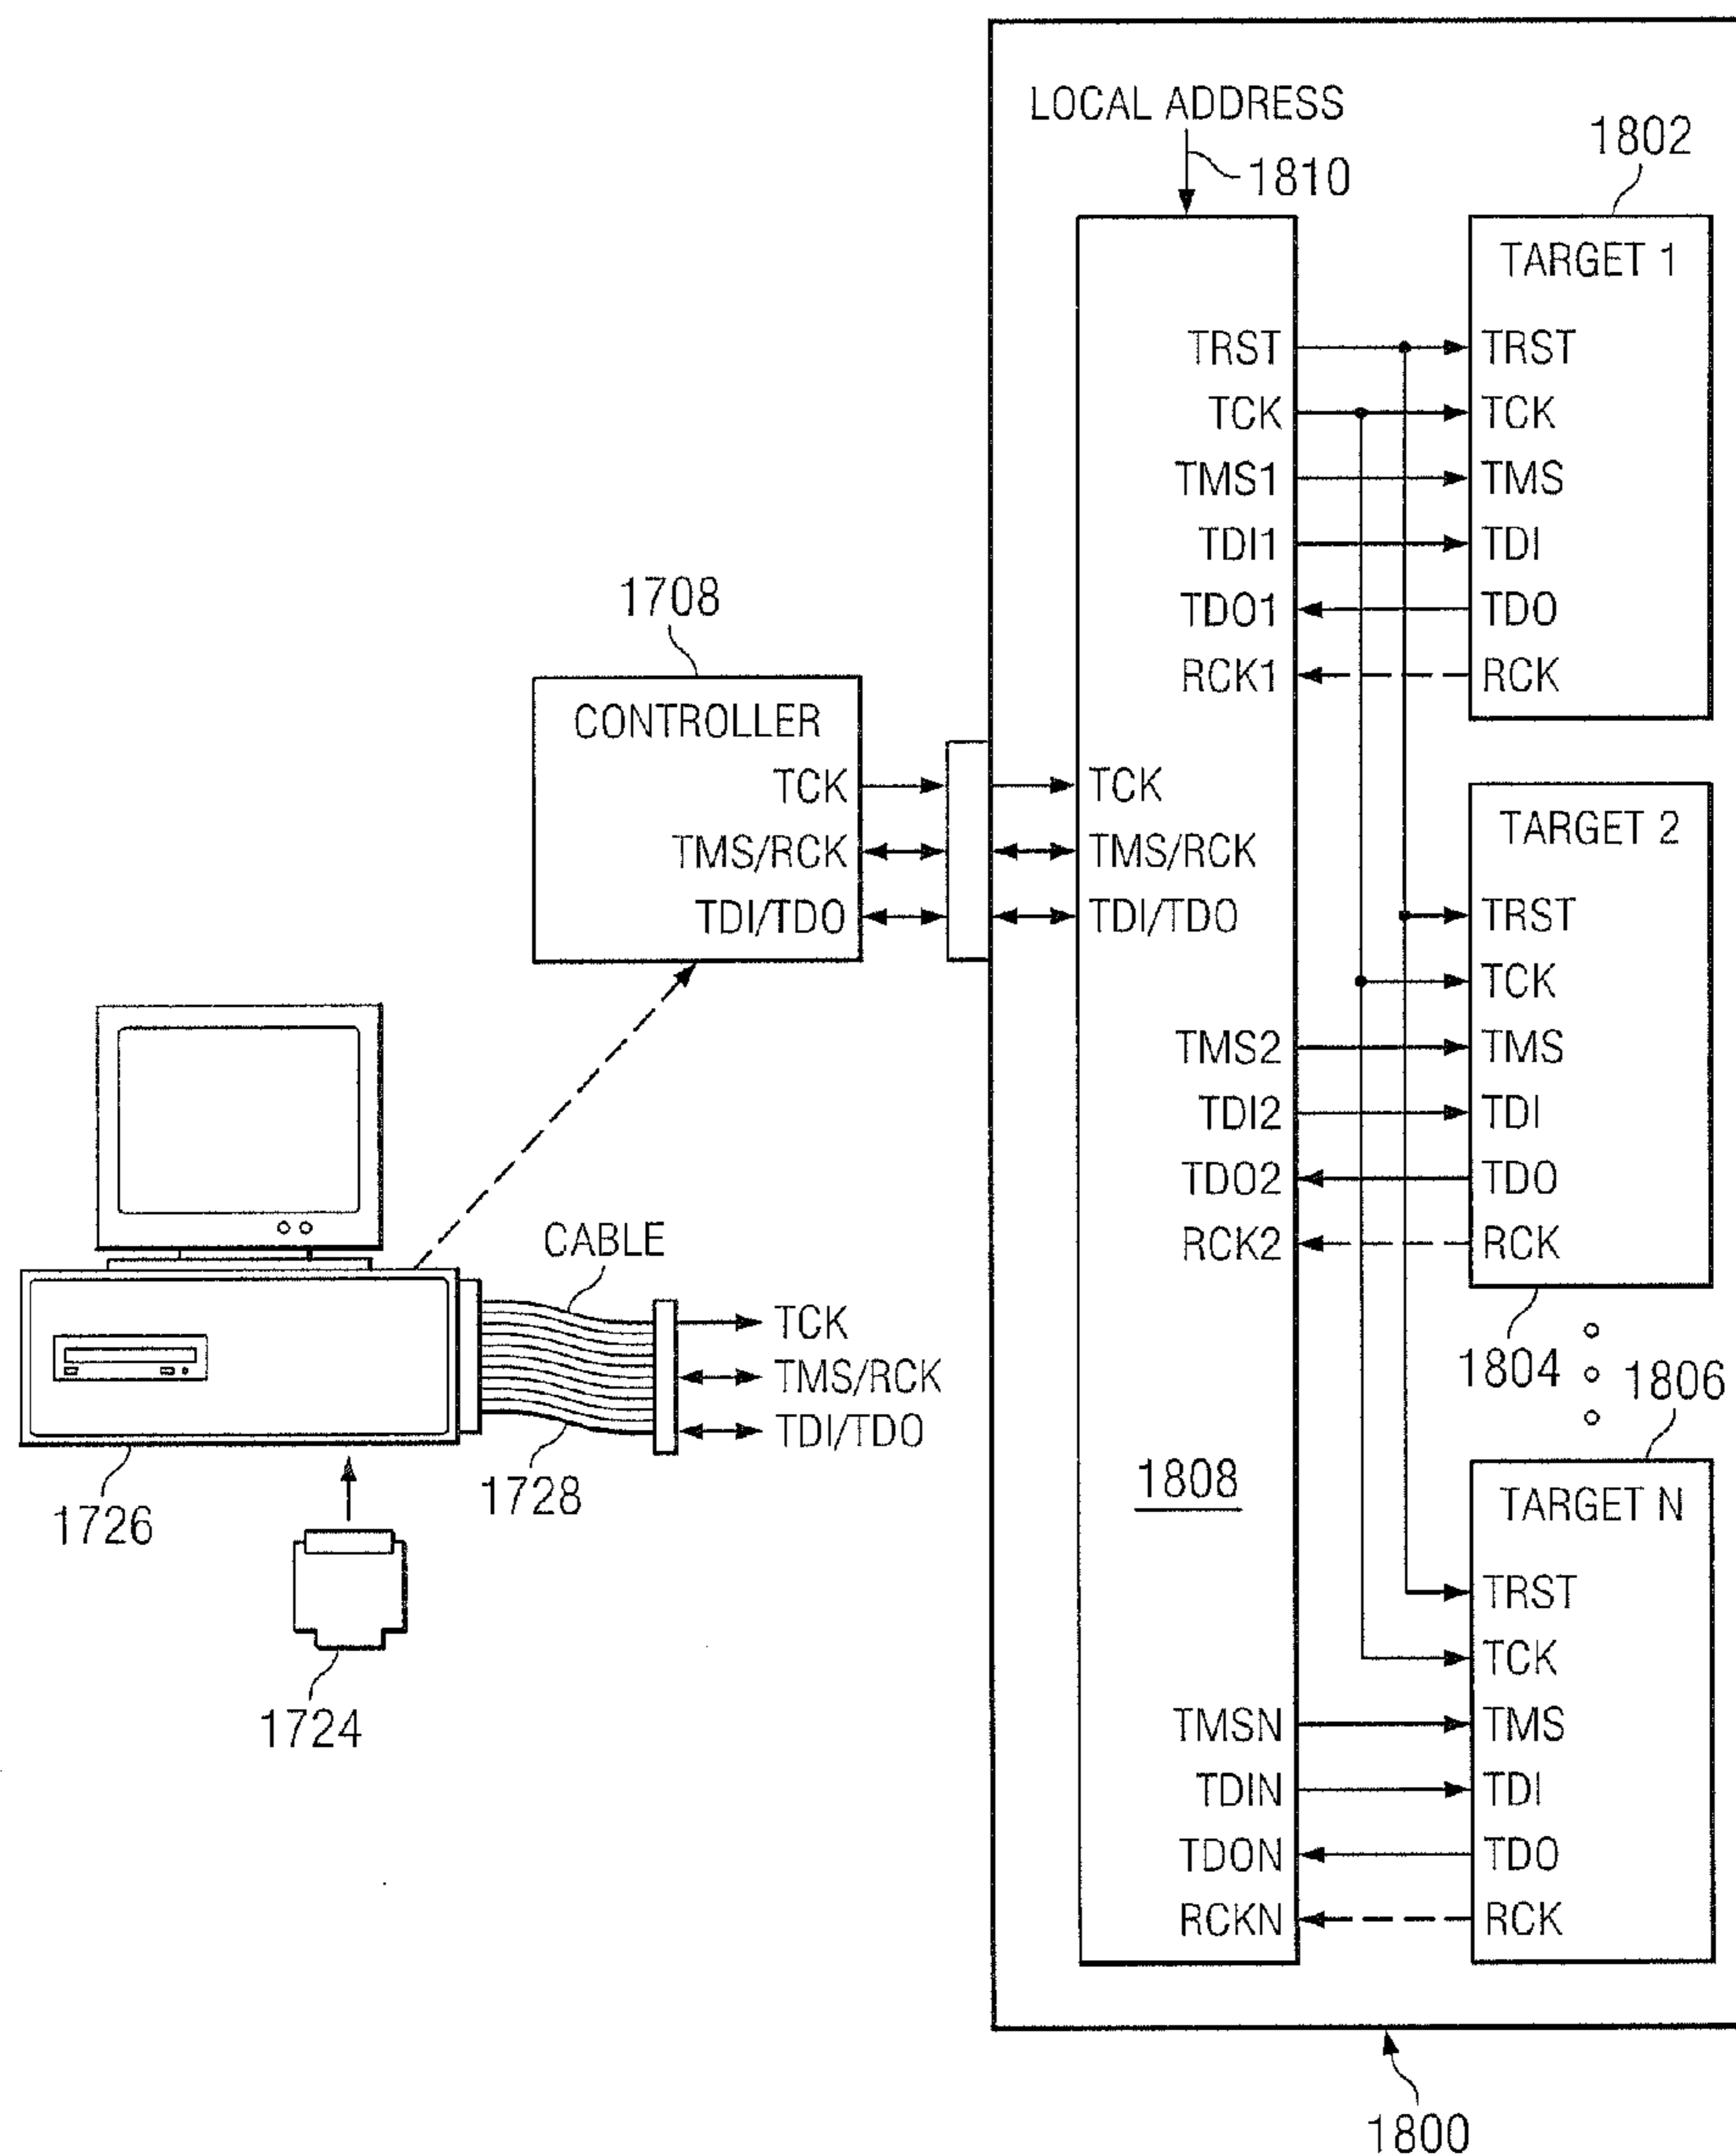 LOCAL ADDRESS
1810
1802
TARGET 1
TRST
TRST
TCK
TCK
TMS1
TMS
TDI1
TDI
TDO1
TDO
RCK1
RCK
1708
CONTROLLER
TCK
TMS/RCK
TDI/TDO
TCK
TMS/RCK
TDI/TDO
TARGET 2
TRST
TCK
TMS2
TMS
TDI2
TDI
TDO2
TDO
RCK2
RCK
1804
1806
CABLE
TCK
TMS/RCK
TDI/TDO
1728
1726
1724
1808
TARGET N
TRST
TCK
TMSN
TMS
TDIN
TDI
TDON
TDO
RCKN
RCK
1800